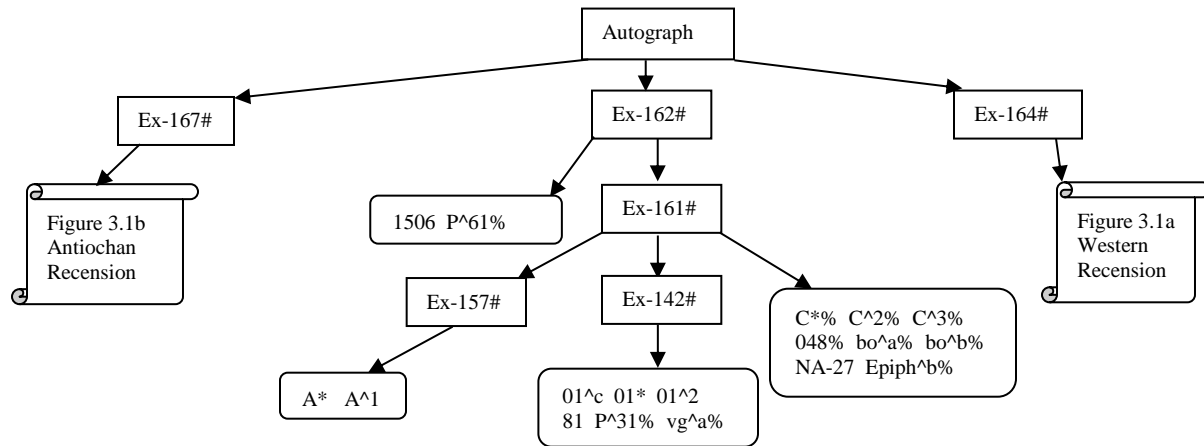 Autograph
Ex-167#
Ex-162#
Ex-164#
Figure 3.1b
Antiochan
Recension
1506 P^61%
Ex-161#
Figure 3.1a
Western
Recension
Ex-157#
Ex-142#
C*% C^2% C^3%
048% bo^a% bo^b%
NA-27 Epiph^b%
A* A^1
01^c 01* 01^2
81 P^31% vg^a%